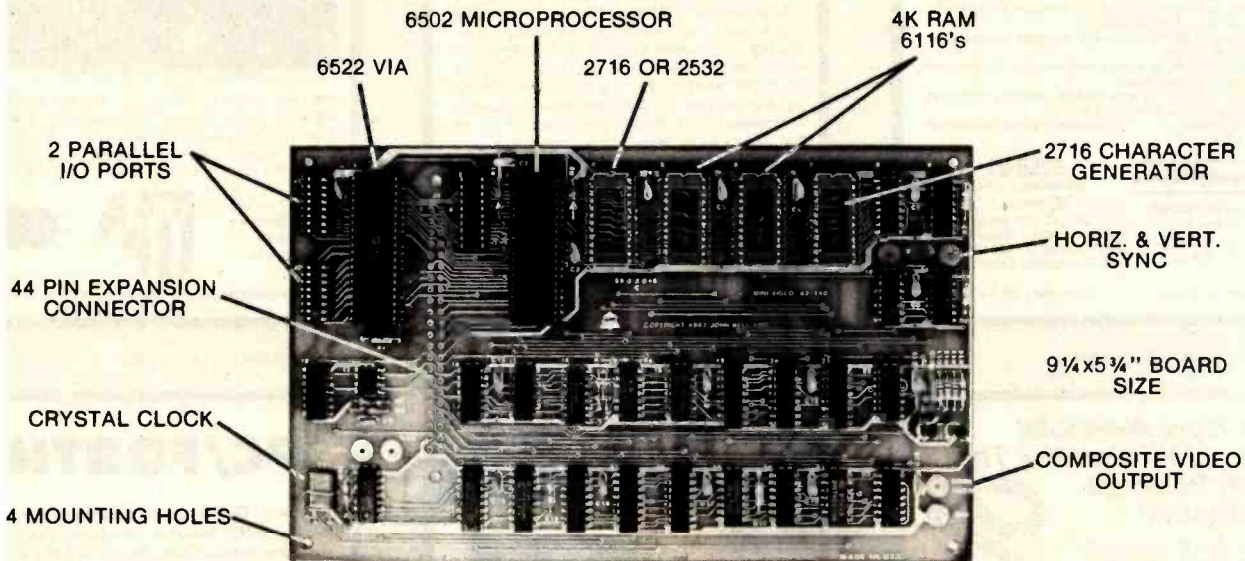 6502 MICROPROCESSOR
4K RAM
6116's
6522 VIA
2716 OR 2532
2 PARALLEL
I/O PORTS
2716 CHARACTER
GENERATOR
HORIZ. & VERT.
SYNC
44 PIN EXPANSION
CONNECTOR
9¼x5¾" BOARD
SIZE
CRYSTAL CLOCK
COMPOSITE VIDEO
OUTPUT
4 MOUNTING HOLES